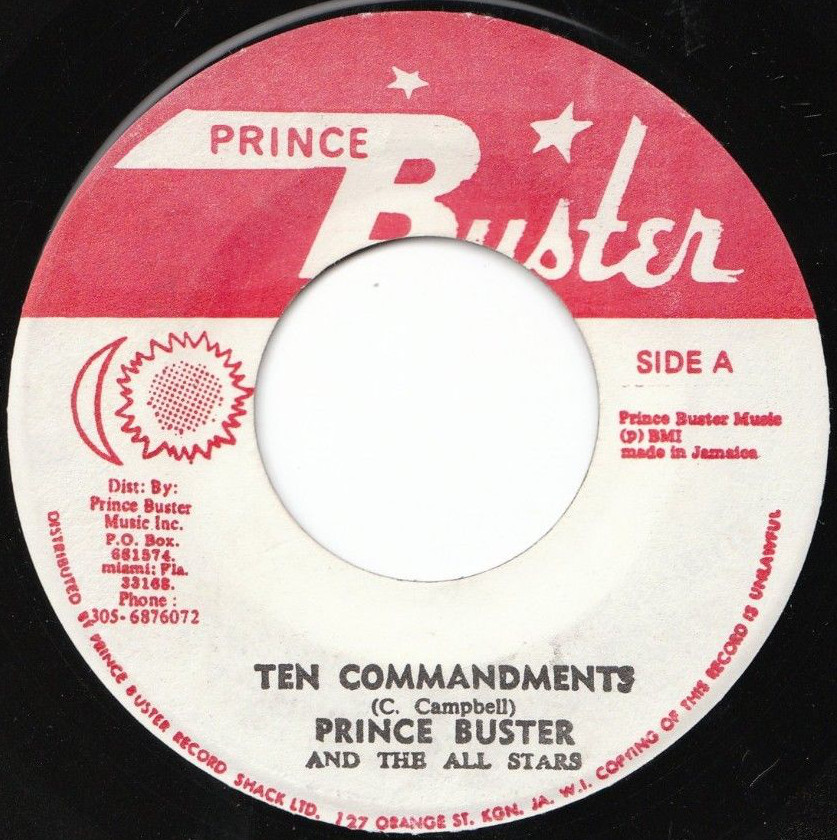 PRINCE
Buster
SIDE A
Prince Buster Music
(p) BMI
made in Jamaica
Dist: By:
Prince Buster
Music Inc.
P.O. Box.
661574.
miami; Fla.
33168.
Phone :
305-6876072
TEN COMMANDMENTS
(C. Campbell)
PRINCE BUSTER
AND THE ALL STARS
DISTRIBUTED BY PRINCE BUSTER RECORD SHACK LTD. 127 ORANGE ST. KGN. JA. W.I. COPYING OF THIS RECORD IS UNLAWFUL